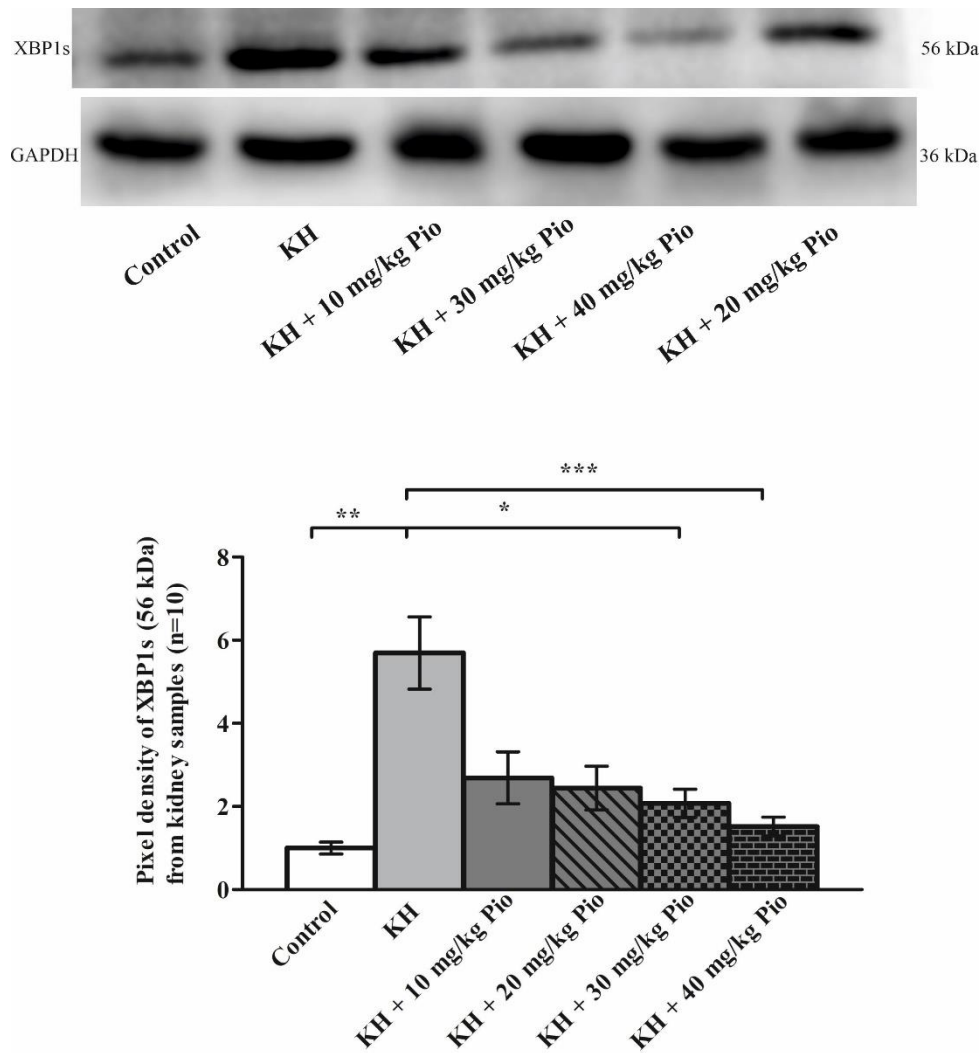 XBP1s
56 kDa
GAPDH
36 kDa
Control
KH
KH + 10 mg/kg Pio
KH + 30 mg/kg Pio
KH + 40 mg/kg Pio
KH + 20 mg/kg Pio
***
**
*
Pixel density of XBP1s (56 kDa)
from kidney samples (n=10)
8
6
4
2
0
Control
KH
KH + 10 mg/kg Pio
KH + 20 mg/kg Pio
KH + 30 mg/kg Pio
KH + 40 mg/kg Pio